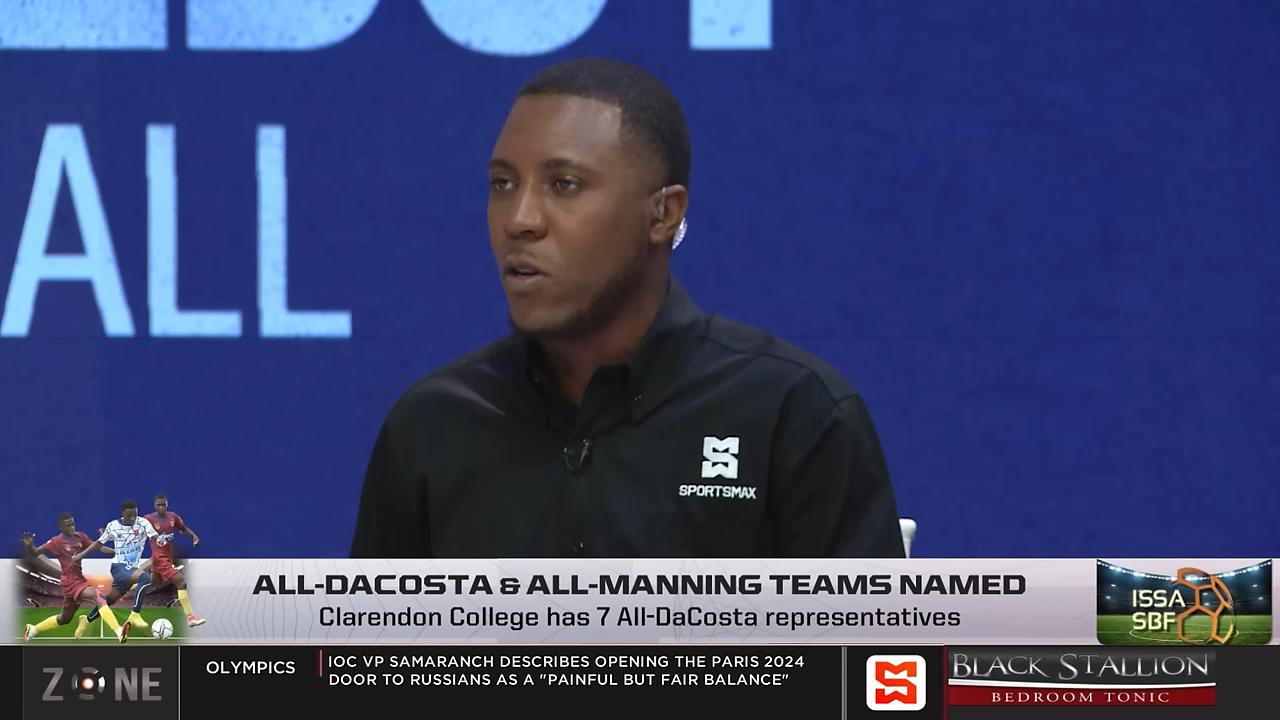 ALL
SPORTSMAX
ALL-DACOSTA & ALL-MANNING TEAMS NAMED
Clarendon College has 7 All-DaCosta representatives
ISSA
SBF
ZONE
OLYMPICS
IOC VP SAMARANCH DESCRIBES OPENING THE PARIS 2024
DOOR TO RUSSIANS AS A "PAINFUL BUT FAIR BALANCE"
BLACK STALLION
BEDROOM TONIC